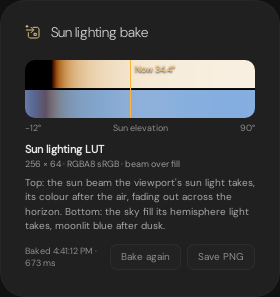 Sun lighting bake
Now 34.4°
−12° Sun elevation 90°
Sun lighting LUT
256 × 64 · RGBA8 sRGB · beam over fill
Top: the sun beam the viewport's sun light takes,
its colour after the air, fading out across the
horizon. Bottom: the sky fill its hemisphere light
takes, moonlit blue after dusk.
Baked 4:41:12 PM ·
673 ms
Bake again Save PNG